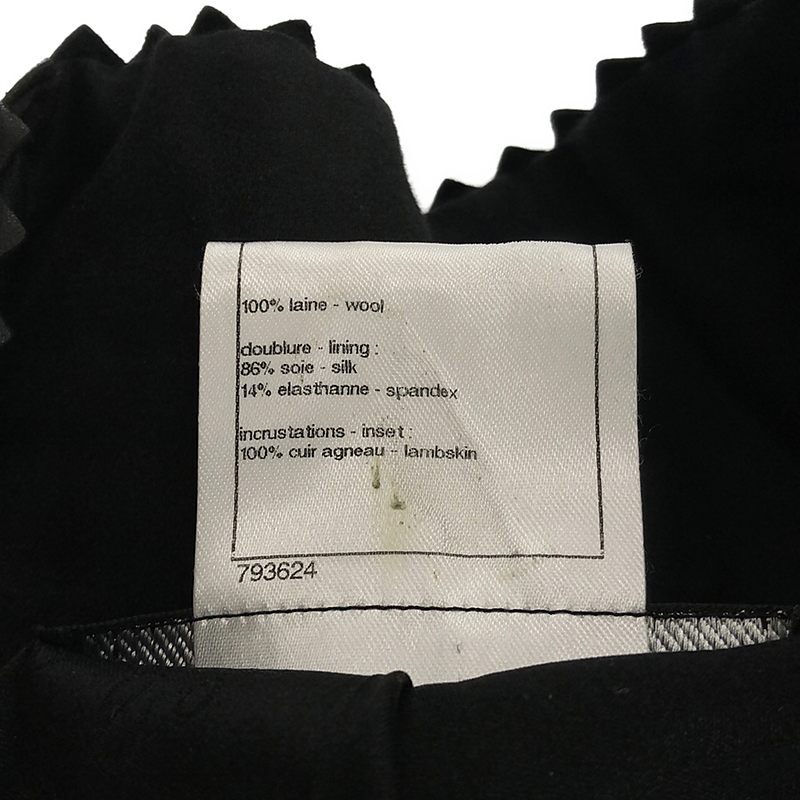 100% laine - wool
doublure - lining :
86% soie - silk
14% elasthanne - spandex
incrustations - inset :
100% cuir agneau - lambskin
793624